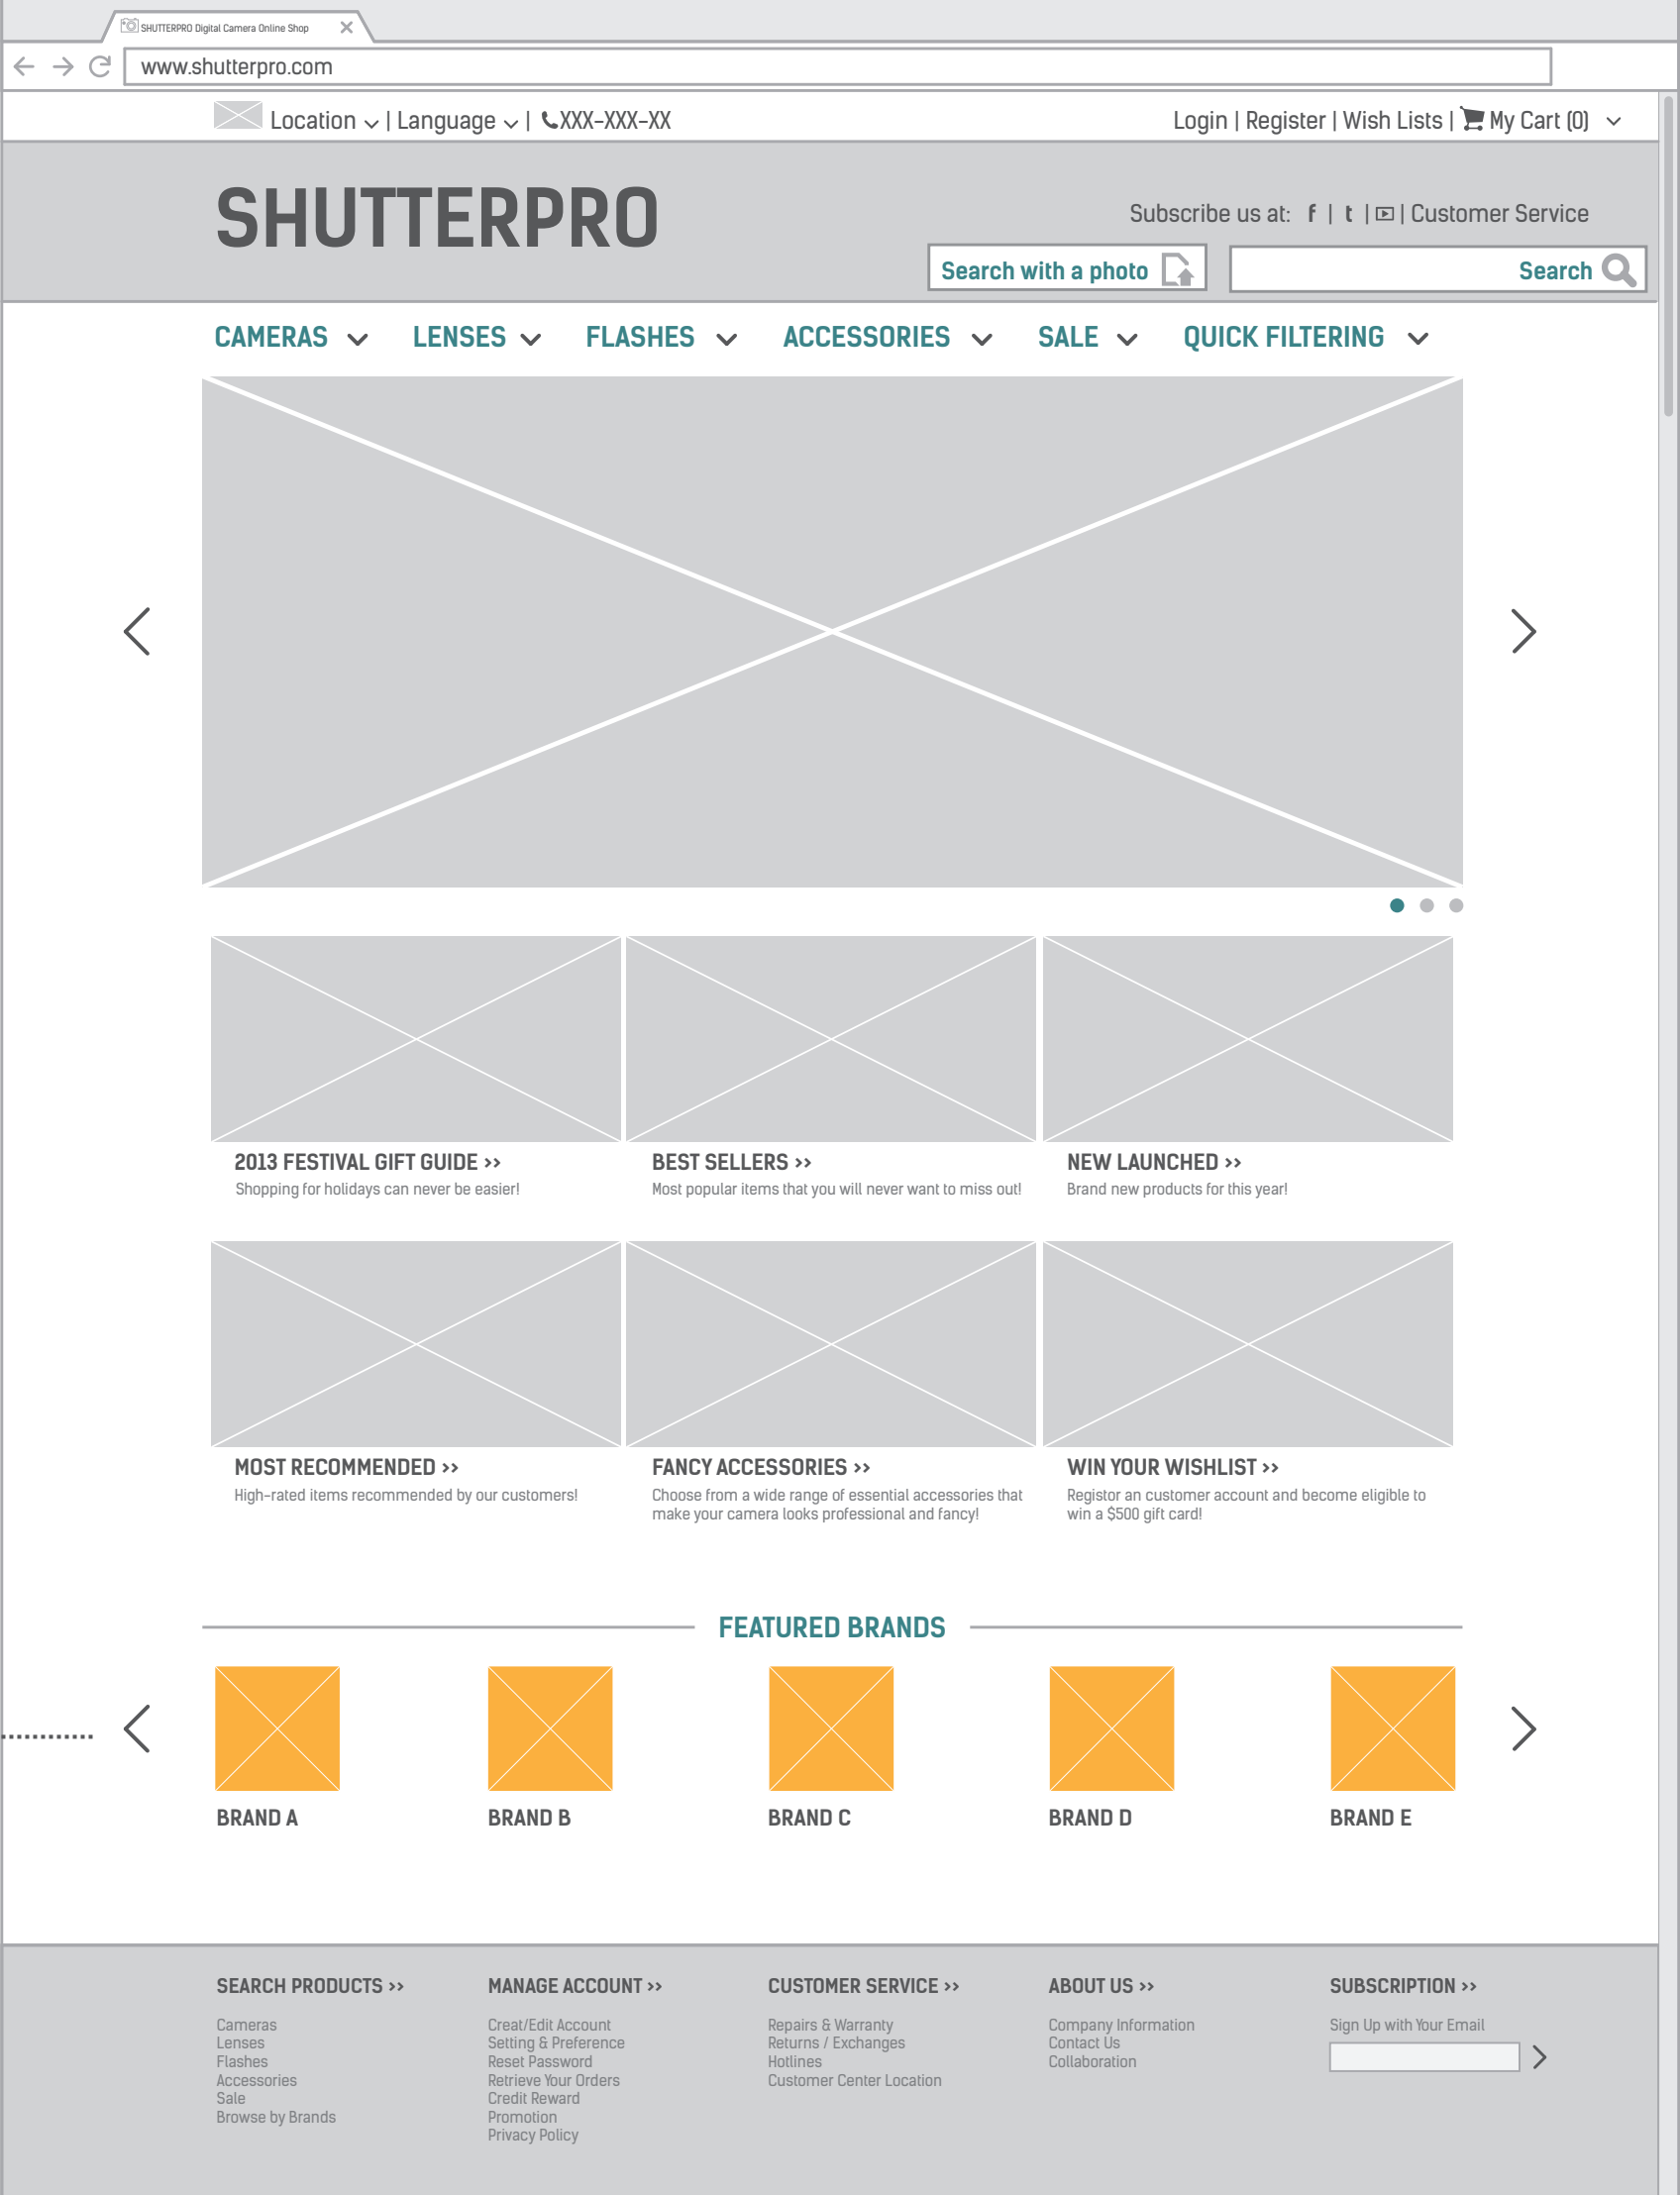 SHUTTERPRO Digital Camera Online Shop
www.shutterpro.com
Location | Language | XXX-XXX-XX
Login | Register | Wish Lists | My Cart (0)
SHUTTERPRO
Subscribe us at: f | t | | Customer Service
Search with a photo
Search
CAMERAS LENSES FLASHES ACCESSORIES SALE QUICK FILTERING
2013 FESTIVAL GIFT GUIDE >>
Shopping for holidays can never be easier!
BEST SELLERS >>
Most popular items that you will never want to miss out!
NEW LAUNCHED >>
Brand new products for this year!
MOST RECOMMENDED >>
High-rated items recommended by our customers!
FANCY ACCESSORIES >>
Choose from a wide range of essential accessories that
make your camera looks professional and fancy!
WIN YOUR WISHLIST >>
Registor an customer account and become eligible to
win a $500 gift card!
FEATURED BRANDS
BRAND A
BRAND B
BRAND C
BRAND D
BRAND E
SEARCH PRODUCTS >>
Cameras
Lenses
Flashes
Accessories
Sale
Browse by Brands
MANAGE ACCOUNT >>
Creat/Edit Account
Setting & Preference
Reset Password
Retrieve Your Orders
Credit Reward
Promotion
Privacy Policy
CUSTOMER SERVICE >>
Repairs & Warranty
Returns / Exchanges
Hotlines
Customer Center Location
ABOUT US >>
Company Information
Contact Us
Collaboration
SUBSCRIPTION >>
Sign Up with Your Email